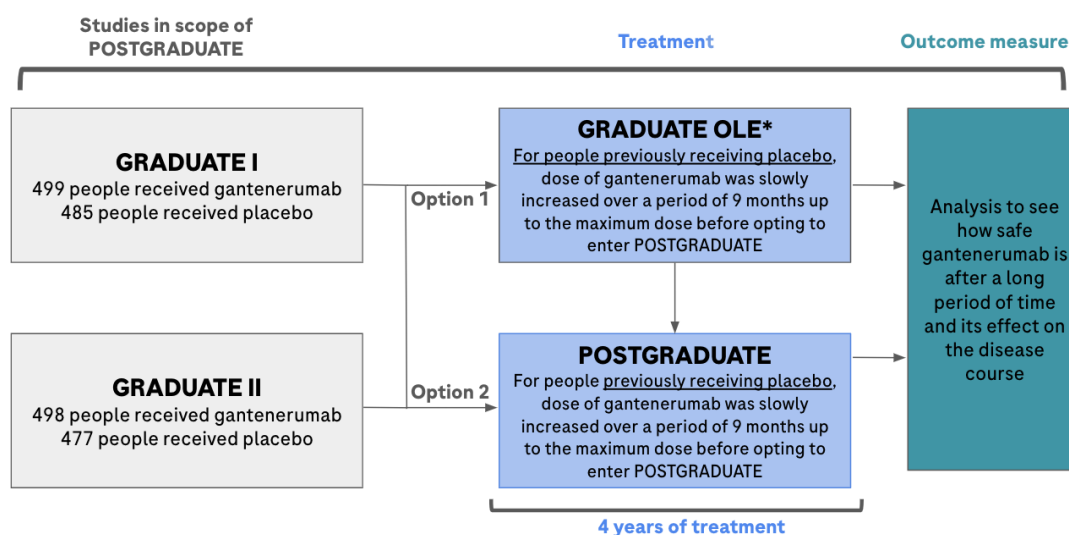 Studies in scope of
POSTGRADUATE
Treatment
Outcome measure
GRADUATE I
499 people received gantenerumab
485 people received placebo
Option 1
GRADUATE OLE*
For people previously receiving placebo,
dose of gantenerumab was slowly
increased over a period of 9 months up
to the maximum dose before opting to
enter POSTGRADUATE
Analysis to see
how safe
gantenerumab is
after a long
period of time
and its effect on
the disease
course
GRADUATE II
498 people received gantenerumab
477 people received placebo
Option 2
POSTGRADUATE
For people previously receiving placebo,
dose of gantenerumab was slowly
increased over a period of 9 months up
to the maximum dose before opting to
enter POSTGRADUATE
4 years of treatment